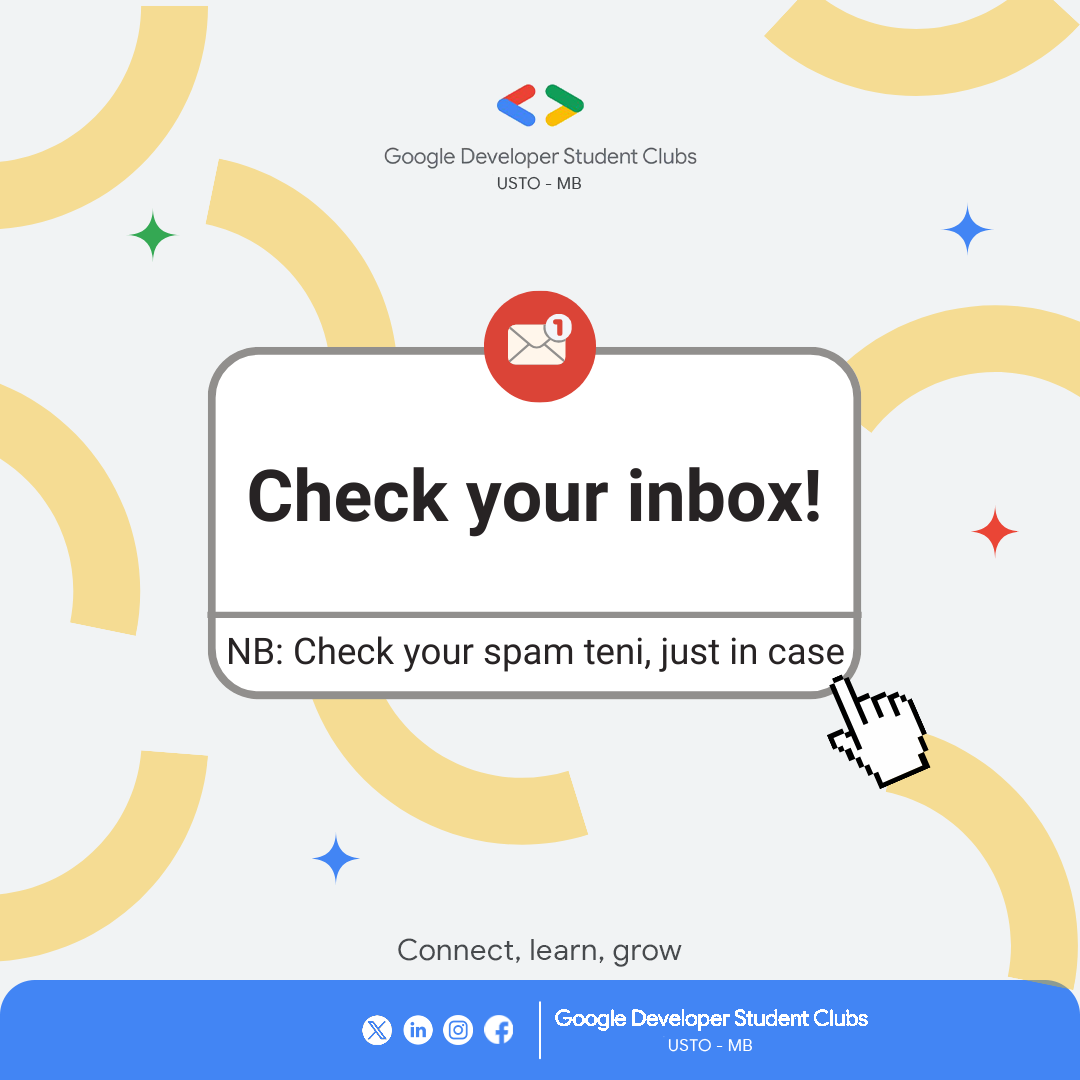 Google Developer Student Clubs
USTO - MB
1
Check your inbox!
NB: Check your spam teni, just in case
Connect, learn, grow
Google Developer Student Clubs
USTO - MB